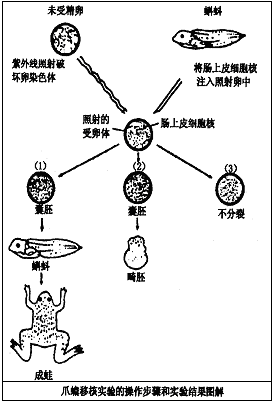 未受精卵
蝌蚪
紫外线照射破
坏卵染色体
将肠上皮细胞核
注入照射卵中
照射的
受卵体
肠上皮细胞核
(1)
(2)
(3)
囊胚
囊胚
不分裂
蝌蚪
畸胚
成蛙
爪蟾移核实验的操作步骤和实验结果图解